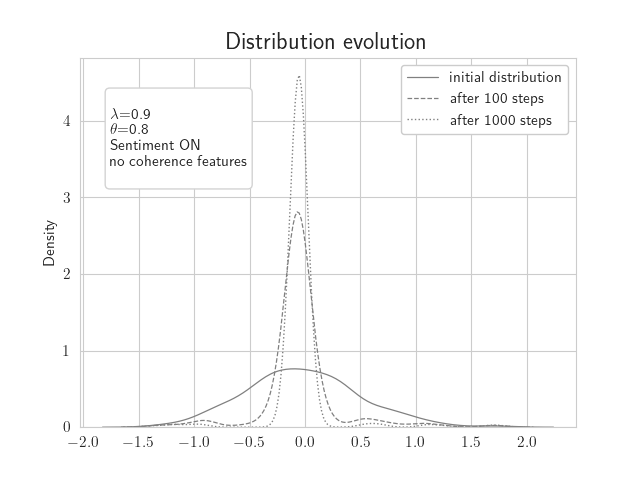 Distribution evolution
λ=0.9
θ=0.8
Sentiment ON
no coherence features
initial distribution
after 100 steps
after 1000 steps
Density
4
3
2
1
0
−2.0 −1.5 −1.0 −0.5 0.0 0.5 1.0 1.5 2.0